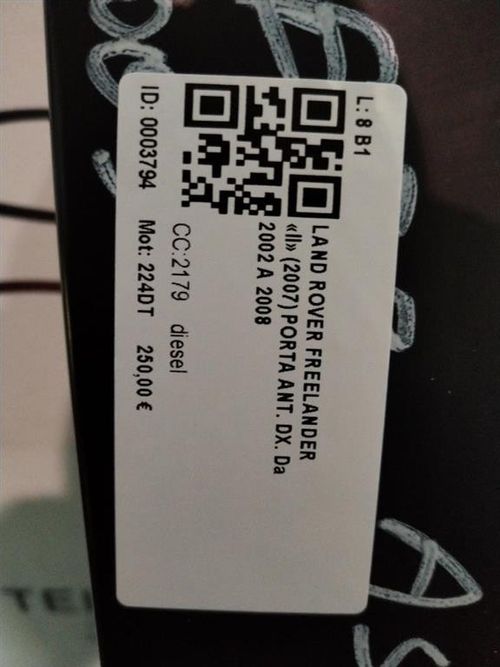 L: 8 B1
LAND ROVER FREELANDER
«II» (2007) PORTA ANT. DX. Da
2002 A 2008
CC:2179 diesel
ID: 0003794 Mot: 224DT 250,00 €